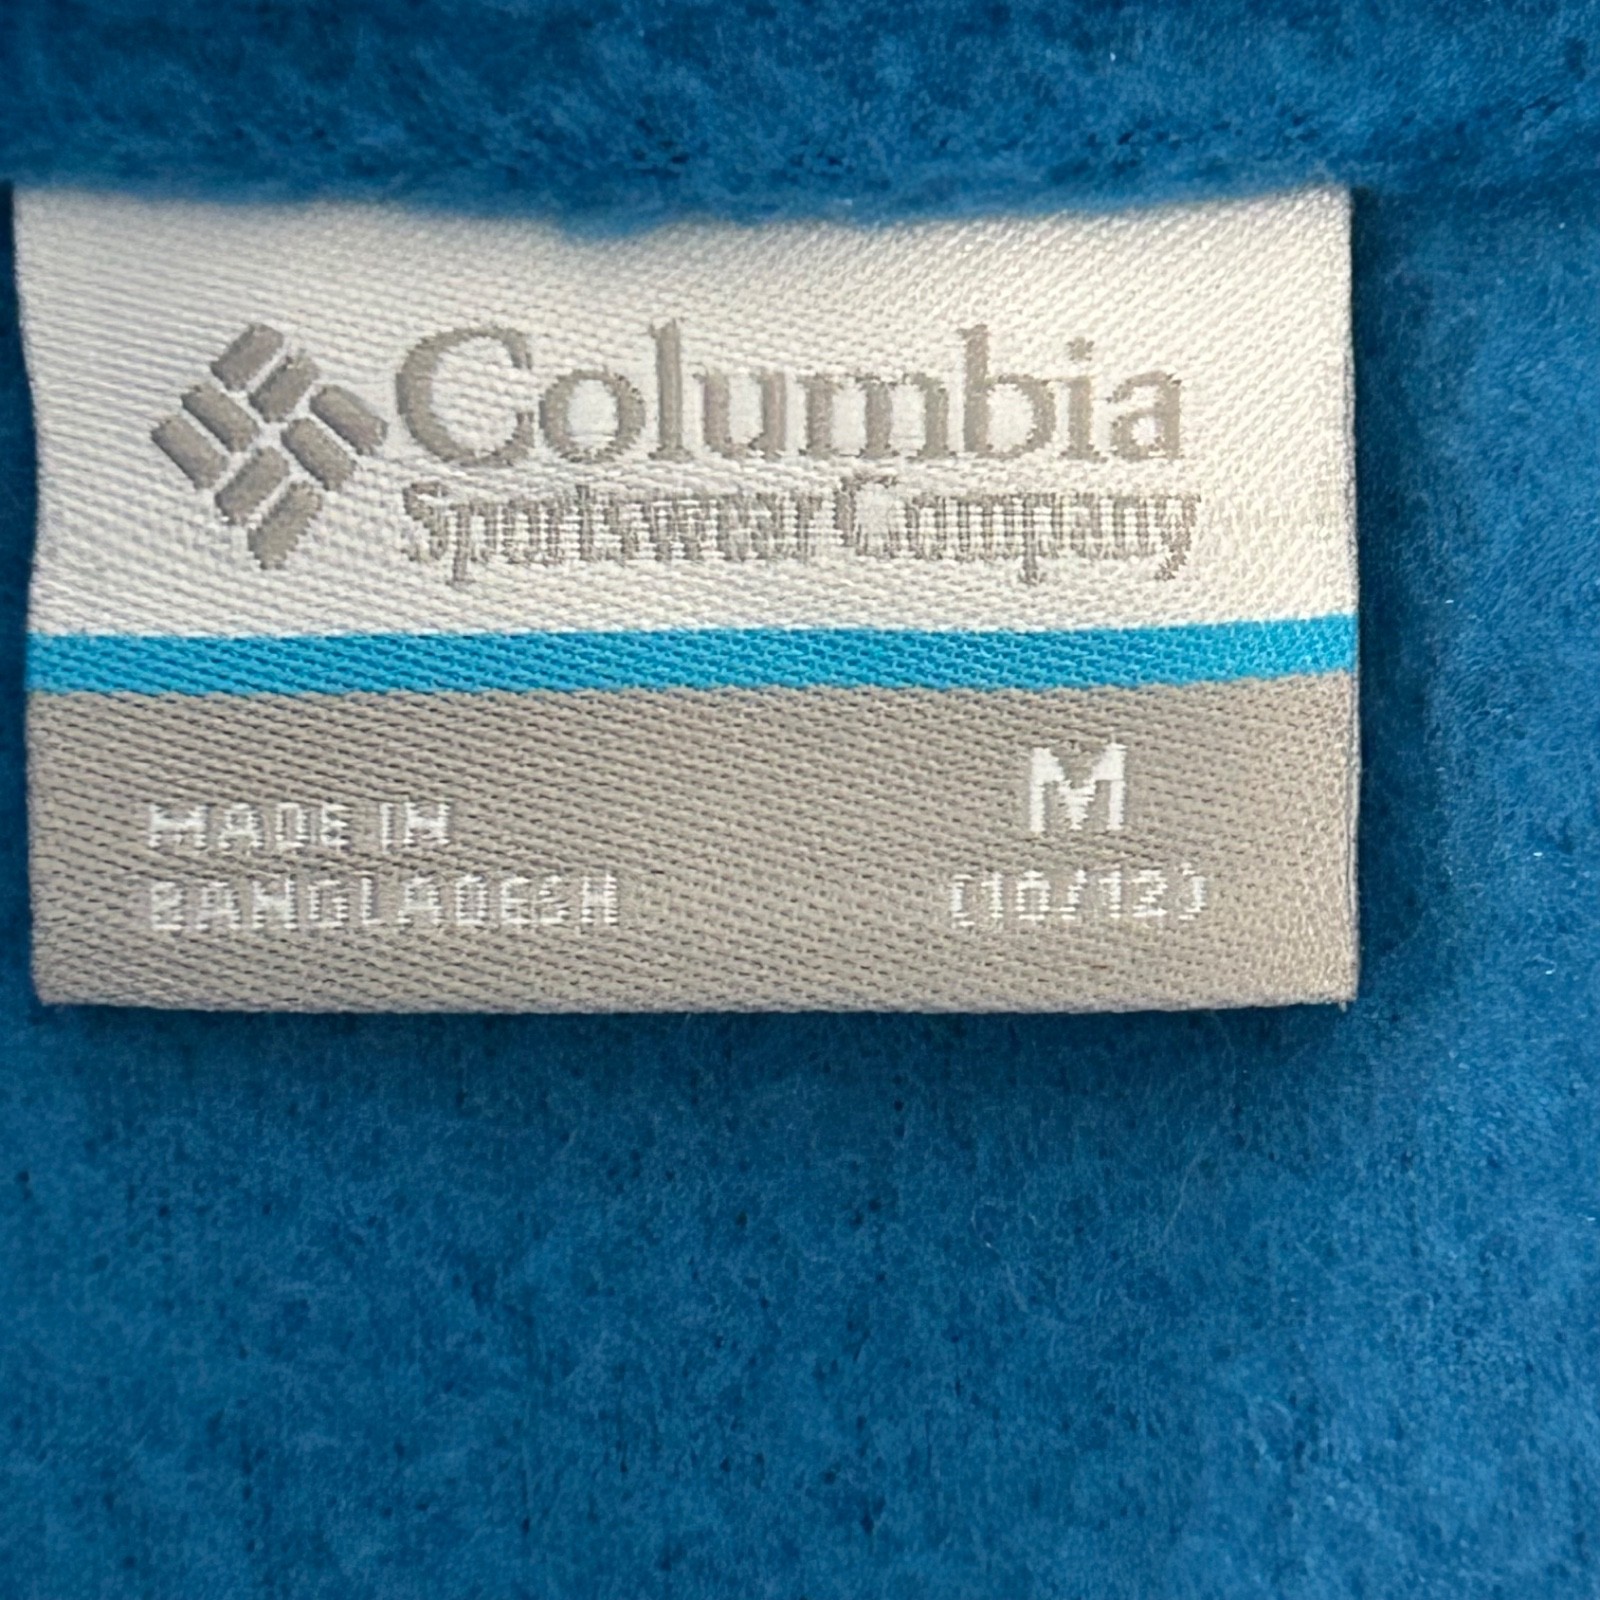 Columbia
Sportswear Company
MADE IN
BANGLADESH
M
(10/12)